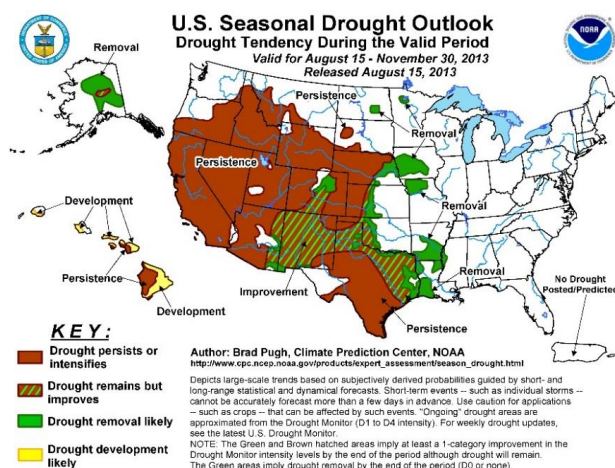 U.S. Seasonal Drought Outlook
Drought Tendency During the Valid Period
Valid for August 15 - November 30, 2013
Released August 15, 2013
NOAA
Removal
Persistence
Removal
Persistence
Development
Removal
Persistence
Improvement
Development
Removal
No Drought
Posted/Predicted
Persistence
KEY:
Drought persists or
intensifies
Drought remains but
improves
Drought removal likely
Drought development
likely
Author: Brad Pugh, Climate Prediction Center, NOAA
http://www.cpc.ncep.noaa.gov/products/expert_assessment/season_drought.html
Depicts large-scale trends based on subjectively derived probabilities guided by short- and
long-range statistical and dynamical forecasts. Short-term events -- such as individual storms --
cannot be accurately forecast more than a few days in advance. Use caution for applications
-- such as crops -- that can be affected by such events. "Ongoing" drought areas are
approximated from the Drought Monitor (D1 to D4 intensity). For weekly drought updates,
see the latest U.S. Drought Monitor.
NOTE: The Green and Brown hatched areas imply at least a 1-category improvement in the
Drought Monitor intensity levels by the end of the period although drought will remain.
The Green areas imply drought removal by the end of the period (D0 or none)